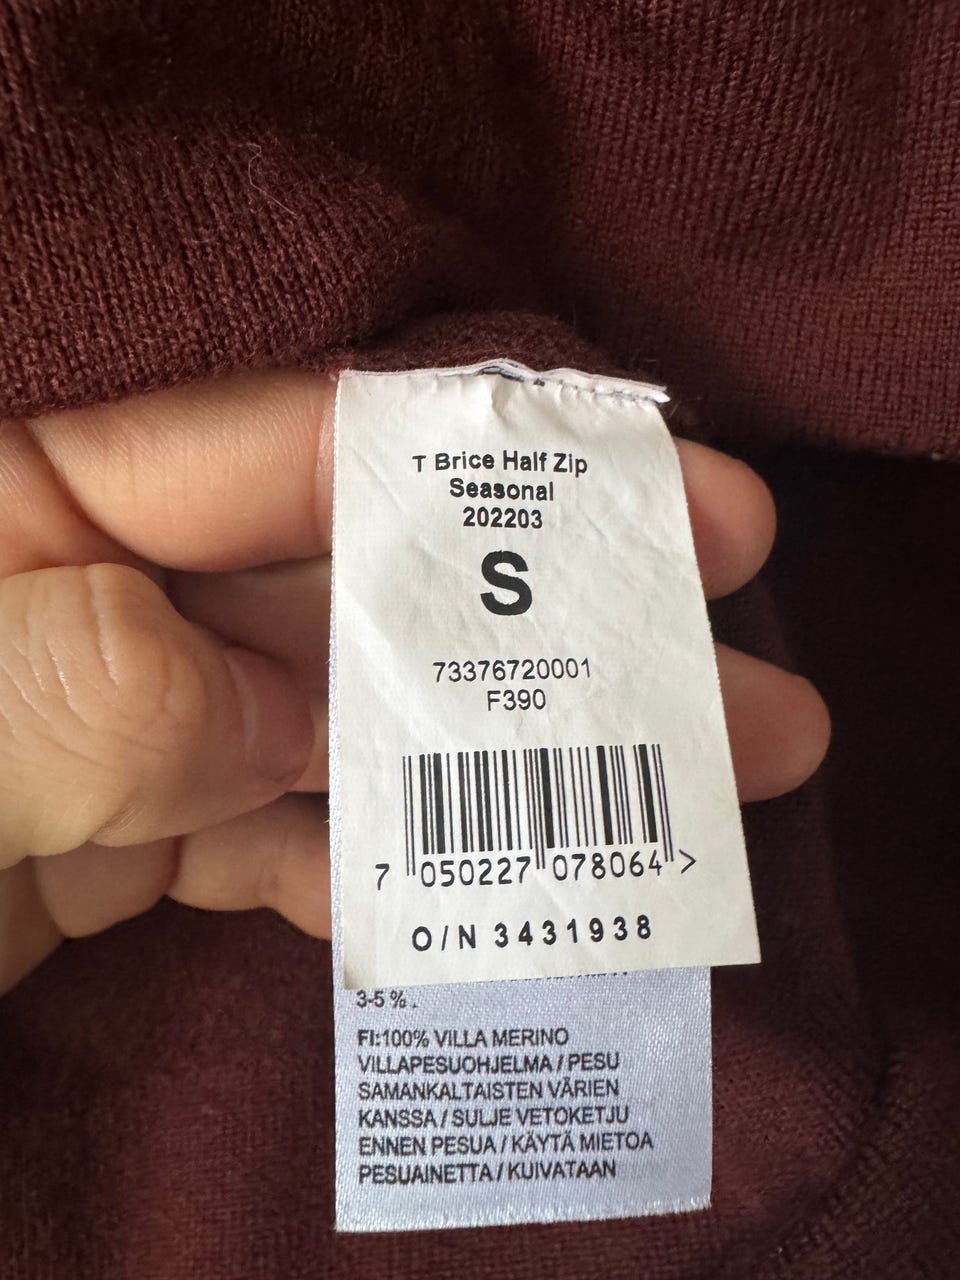 T Brice Half Zip
Seasonal
202203
S
73376720001
F390
7 050227 078064 >
O/N 3431938
3-5 % .
FI:100% VILLA MERINO
VILLAPESUOHJELMA / PESU
SAMANKALTAISTEN VÄRIEN
KANSSA / SULJE VETOKETJU
ENNEN PESUA / KÄYTÄ MIETOA
PESUAINETTA / KUIVATAAN